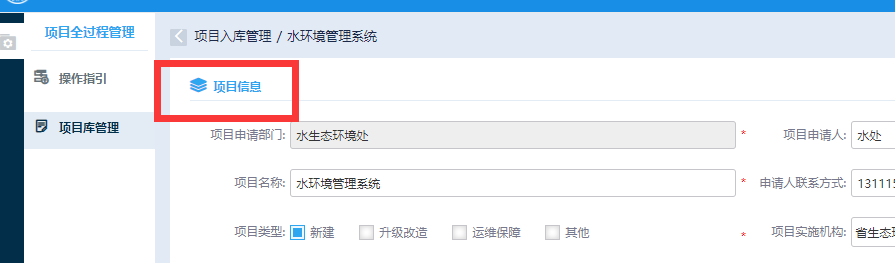 项目全过程管理
项目入库管理 / 水环境管理系统
操作指引
项目信息
项目库管理
项目申请部门: 水生态环境处 * 项目申请人: 水处
项目名称: 水环境管理系统 * 申请人联系方式: 13111
项目类型: 新建 升级改造 运维保障 其他 * 项目实施机构: 省生态